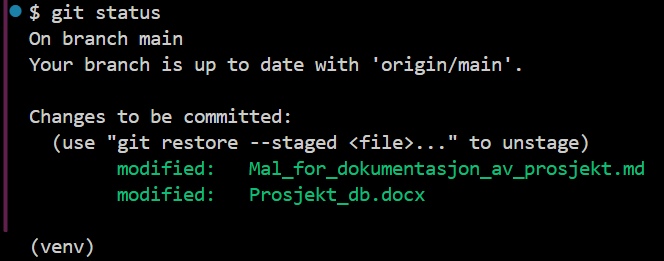 $ git status
On branch main
Your branch is up to date with 'origin/main'.
Changes to be committed:
(use "git restore --staged <file>..." to unstage)
modified: Mal_for_dokumentasjon_av_prosjekt.md
modified: Prosjekt_db.docx
(venv)